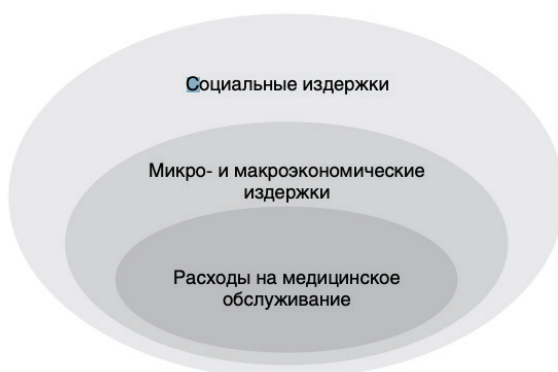 Социальные издержки
Микро- и макроэкономические
издержки
Расходы на медицинское
обслуживание